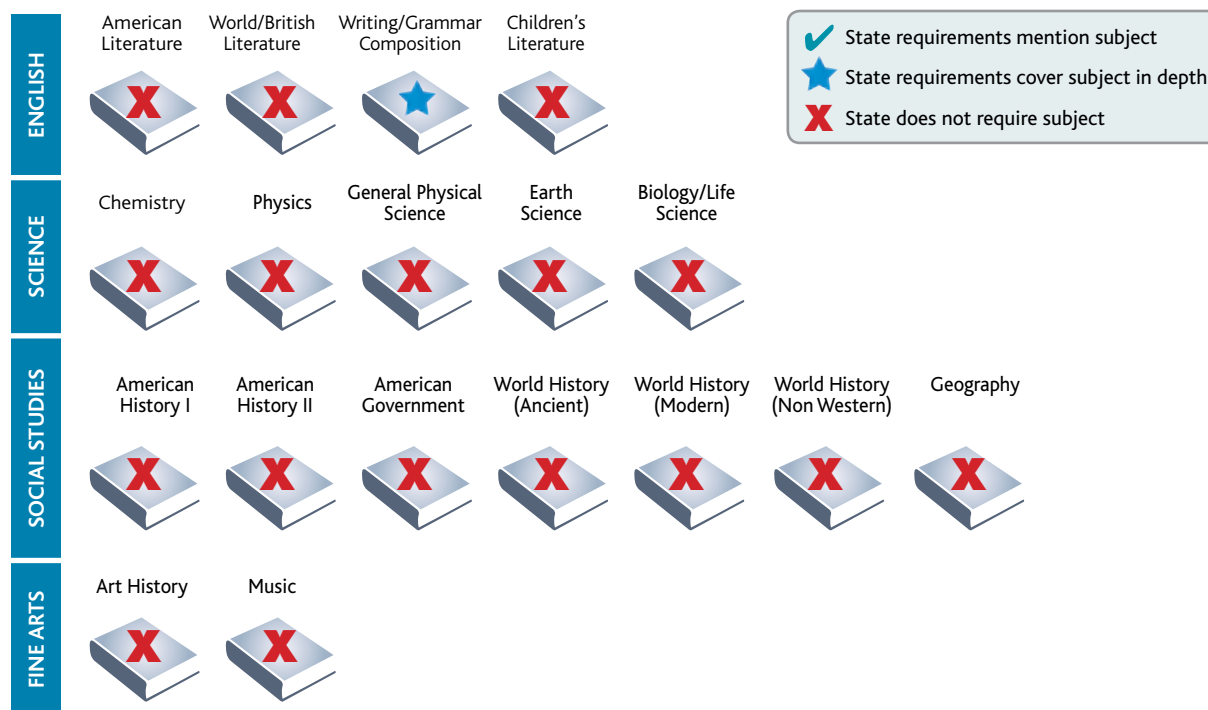 ENGLISH
American
Literature
World/British
Literature
Writing/Grammar
Composition
Children's
Literature
State requirements mention subject
State requirements cover subject in depth
X State does not require subject
X
X
X
SCIENCE
Chemistry
Physics
General Physical
Science
Earth
Science
Biology/Life
Science
X
X
X
X
X
SOCIAL STUDIES
American
History I
American
History II
American
Government
World History
(Ancient)
World History
(Modern)
World History
(Non Western)
Geography
X
X
X
X
X
X
X
FINE ARTS
Art History
Music
X
X